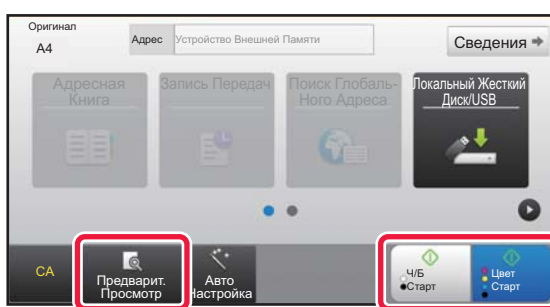 Оригинал
A4
Адрес
Устройство Внешней Памяти
Сведения
Адресная
Книга
Запись Передач
Поиск Глобаль-
Ного Адреса
Локальный Жесткий
Диск/USB
CA
Предварит.
Просмотр
Авто
Настройка
Ч/Б
Старт
Цвет
Старт